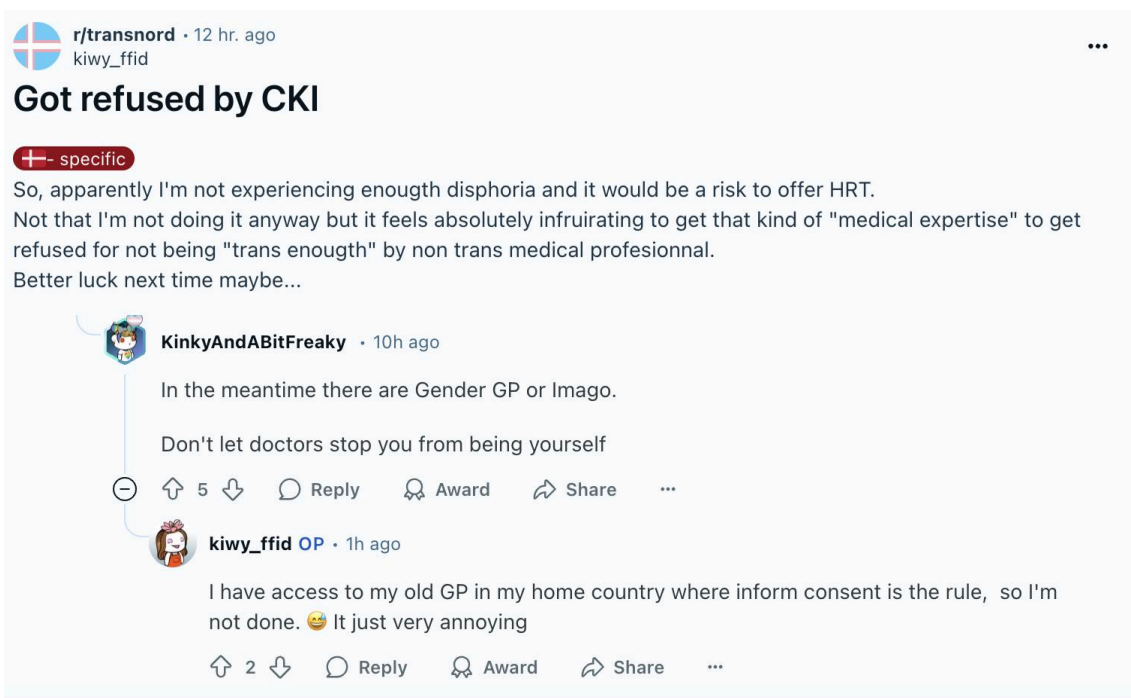 r/transnord • 12 hr. ago
kiwy_ffid
Got refused by CKI
- specific
So, apparently I'm not experiencing enougth disphoria and it would be a risk to offer HRT.
Not that I'm not doing it anyway but it feels absolutely infruirating to get that kind of "medical expertise" to get
refused for not being "trans enougth" by non trans medical profesionnal.
Better luck next time maybe...
KinkyAndABitFreaky • 10h ago
In the meantime there are Gender GP or Imago.
Don't let doctors stop you from being yourself
5 Reply Award Share
kiwy_ffid OP • 1h ago
I have access to my old GP in my home country where inform consent is the rule, so I'm
not done. 😅 It just very annoying
2 Reply Award Share